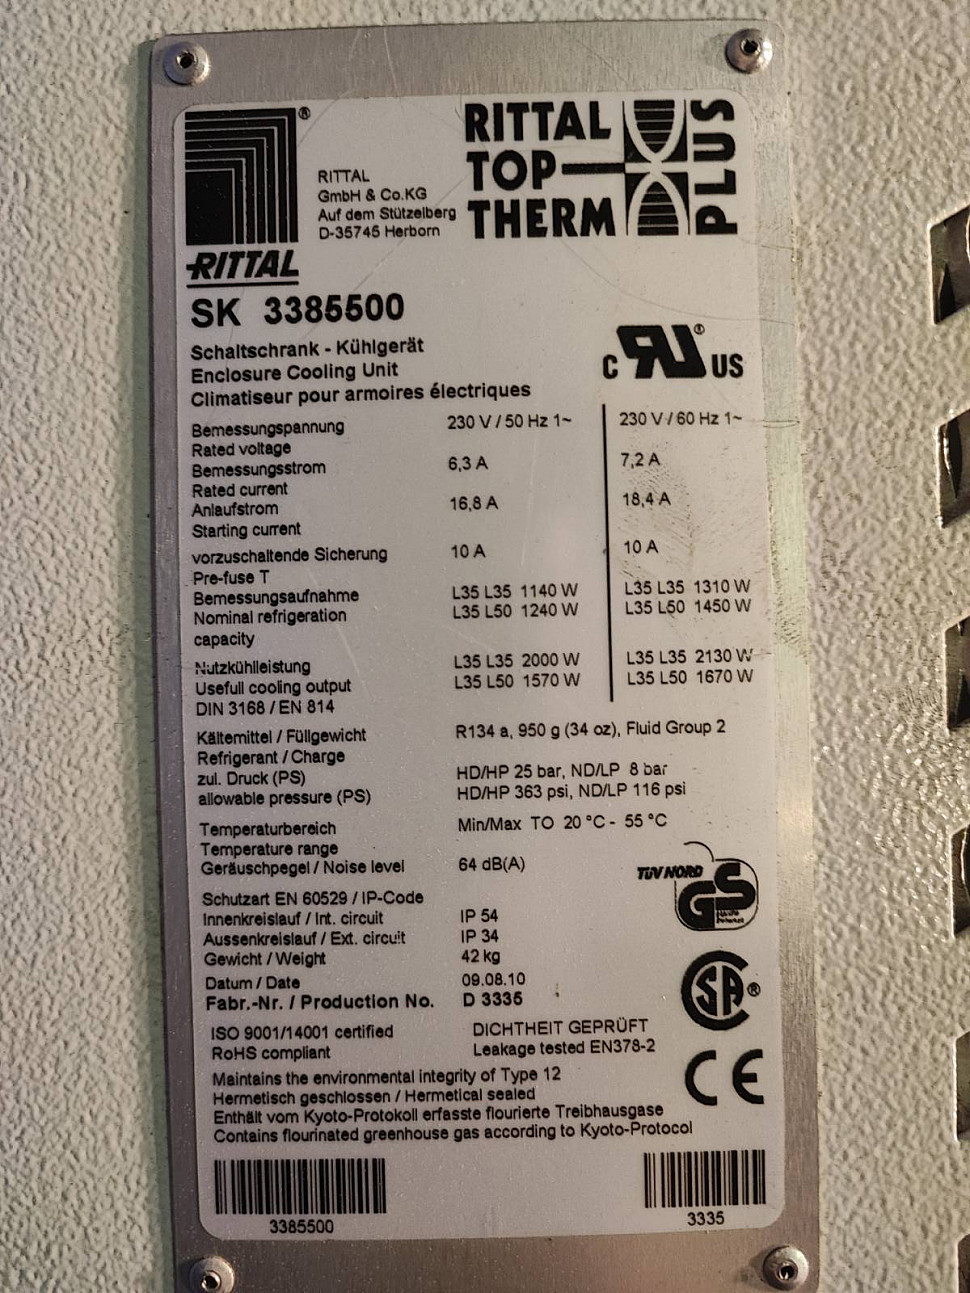 RITTAL
TOP
THERM
PLUS
RITTAL
GmbH & Co.KG
Auf dem Stützelberg
D-35745 Herborn
RITTAL
SK 3385500
Schaltschrank - Kühlgerät
Enclosure Cooling Unit
Climatiseur pour armoires électriques
C RU® US
Bemessungspannung 230 V / 50 Hz 1~ 230 V / 60 Hz 1~
Rated voltage
Bemessungsstrom 6,3 A 7,2 A
Rated current
Anlaufstrom 16,8 A 18,4 A
Starting current
vorzuschaltende Sicherung 10 A 10 A
Pre-fuse T
Bemessungsaufnahme L35 L35 1140 W L35 L35 1310 W
Nominal refrigeration L35 L50 1240 W L35 L50 1450 W
capacity
Nutzkühlleistung L35 L35 2000 W L35 L35 2130 W
Usefull cooling output L35 L50 1570 W L35 L50 1670 W
DIN 3168 / EN 814
Kältemittel / Füllgewicht R134 a, 950 g (34 oz), Fluid Group 2
Refrigerant / Charge
zul. Druck (PS) HD/HP 25 bar, ND/LP 8 bar
allowable pressure (PS) HD/HP 363 psi, ND/LP 116 psi
Temperaturbereich Min/Max TO 20 °C - 55 °C
Temperature range
Geräuschpegel / Noise level 64 dB(A)
TÜV NORD
GS
Schutzart EN 60529 / IP-Code
Innenkreislauf / Int. circuit IP 54
Aussenkreislauf / Ext. circuit IP 34
Gewicht / Weight 42 kg
Datum / Date 09.08.10
Fabr.-Nr. / Production No. D 3335
SA®
ISO 9001/14001 certified DICHTHEIT GEPRÜFT
RoHS compliant Leakage tested EN378-2
CE
Maintains the environmental integrity of Type 12
Hermetisch geschlossen / Hermetical sealed
Enthält vom Kyoto-Protokoll erfasste flourierte Treibhausgase
Contains flourinated greenhouse gas according to Kyoto-Protocol
3385500 3335